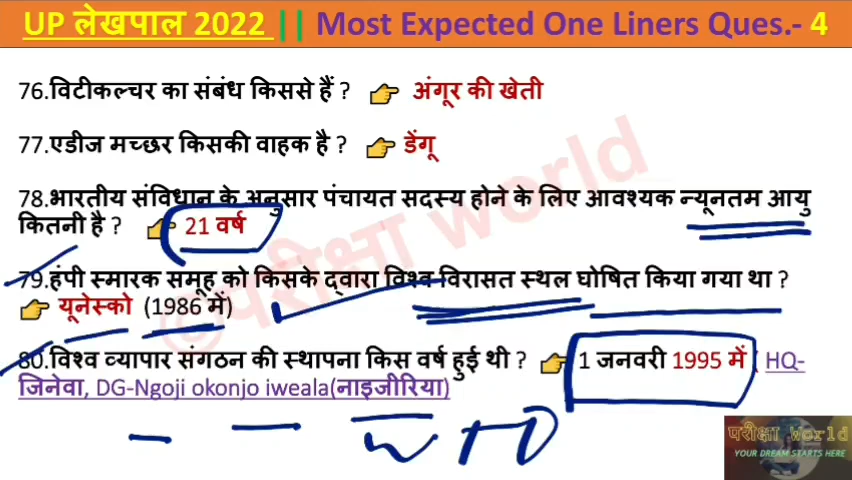 UP लेखपाल 2022 || Most Expected One Liners Ques.- 4
76.विटीकल्चर का संबंध किससे हैं ? 👉 अंगूर की खेती
77.एडीज मच्छर किसकी वाहक है ? 👉 डेंगू
78.भारतीय संविधान के अनुसार पंचायत सदस्य होने के लिए आवश्यक न्यूनतम आयु
कितनी है ? 👉 21 वर्ष
79.हंपी स्मारक समूह को किसके द्वारा विश्व विरासत स्थल घोषित किया गया था ?
👉 यूनेस्को (1986 में)
80.विश्व व्यापार संगठन की स्थापना किस वर्ष हुई थी ? 👉 1 जनवरी 1995 में ( HQ-
जिनेवा, DG-Ngoji okonjo iweala(नाइजीरिया)
©परीक्षा world
परीक्षा World
YOUR DREAM STARTS HERE